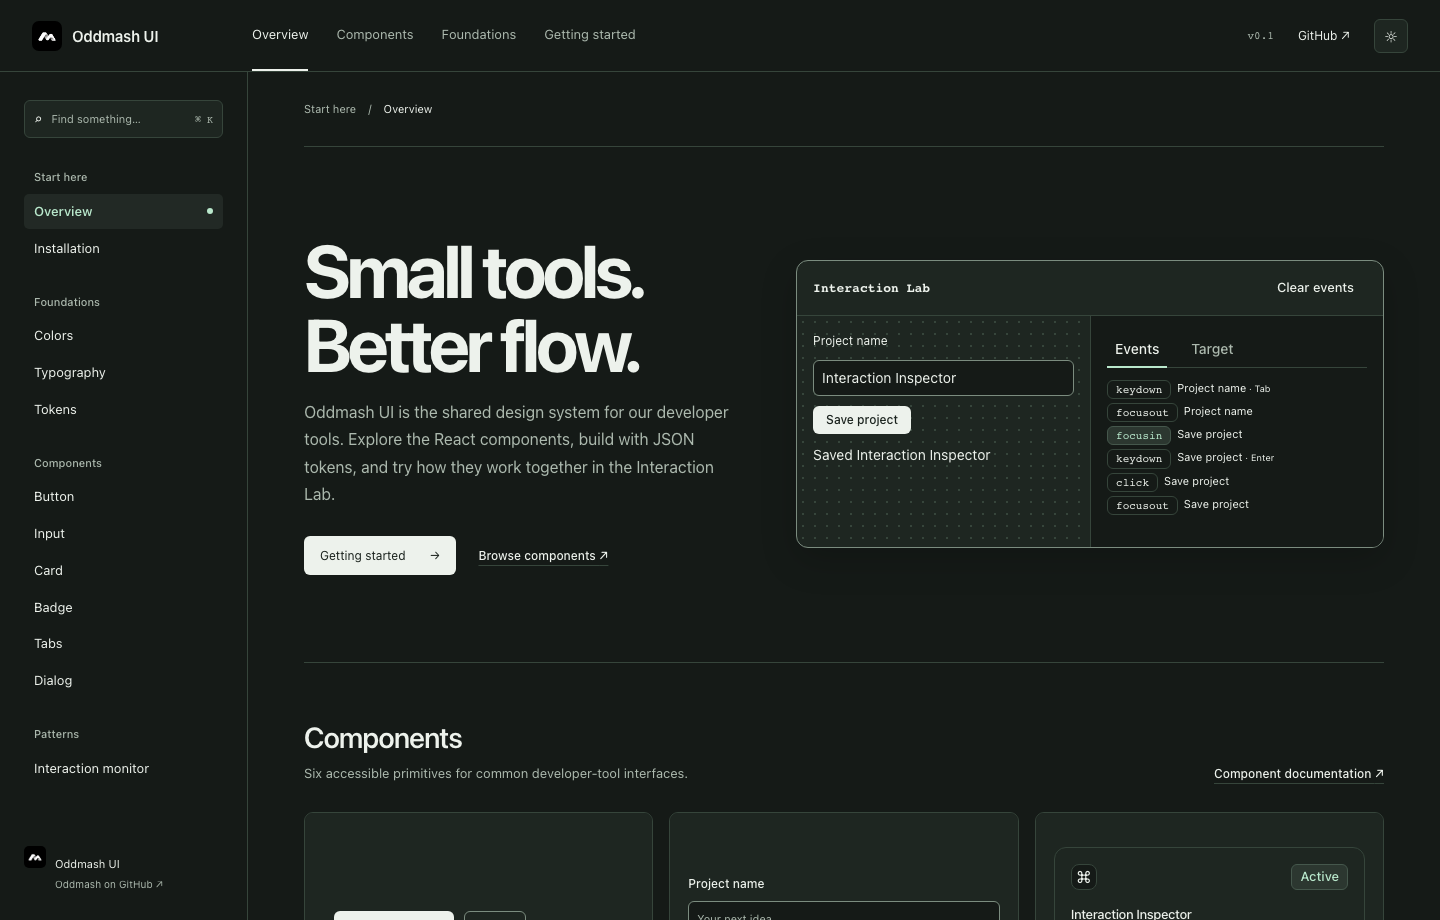 Oddmash UI
Overview
Components
Foundations
Getting started
v0.1
GitHub ↗
Find something...
⌘ K
Start here
Overview
Installation
Foundations
Colors
Typography
Tokens
Components
Button
Input
Card
Badge
Tabs
Dialog
Patterns
Interaction monitor
Oddmash UI
Oddmash on GitHub ↗
Start here / Overview
Small tools.
Better flow.
Oddmash UI is the shared design system for our developer
tools. Explore the React components, build with JSON
tokens, and try how they work together in the Interaction
Lab.
Getting started →
Browse components ↗
Interaction Lab
Clear events
Project name
Interaction Inspector
Save project
Saved Interaction Inspector
Events
Target
keydown Project name · Tab
focusout Project name
focusin Save project
keydown Save project · Enter
click Save project
focusout Save project
Components
Six accessible primitives for common developer-tool interfaces.
Component documentation ↗
Project name
Your next idea
⌘
Active
Interaction Inspector